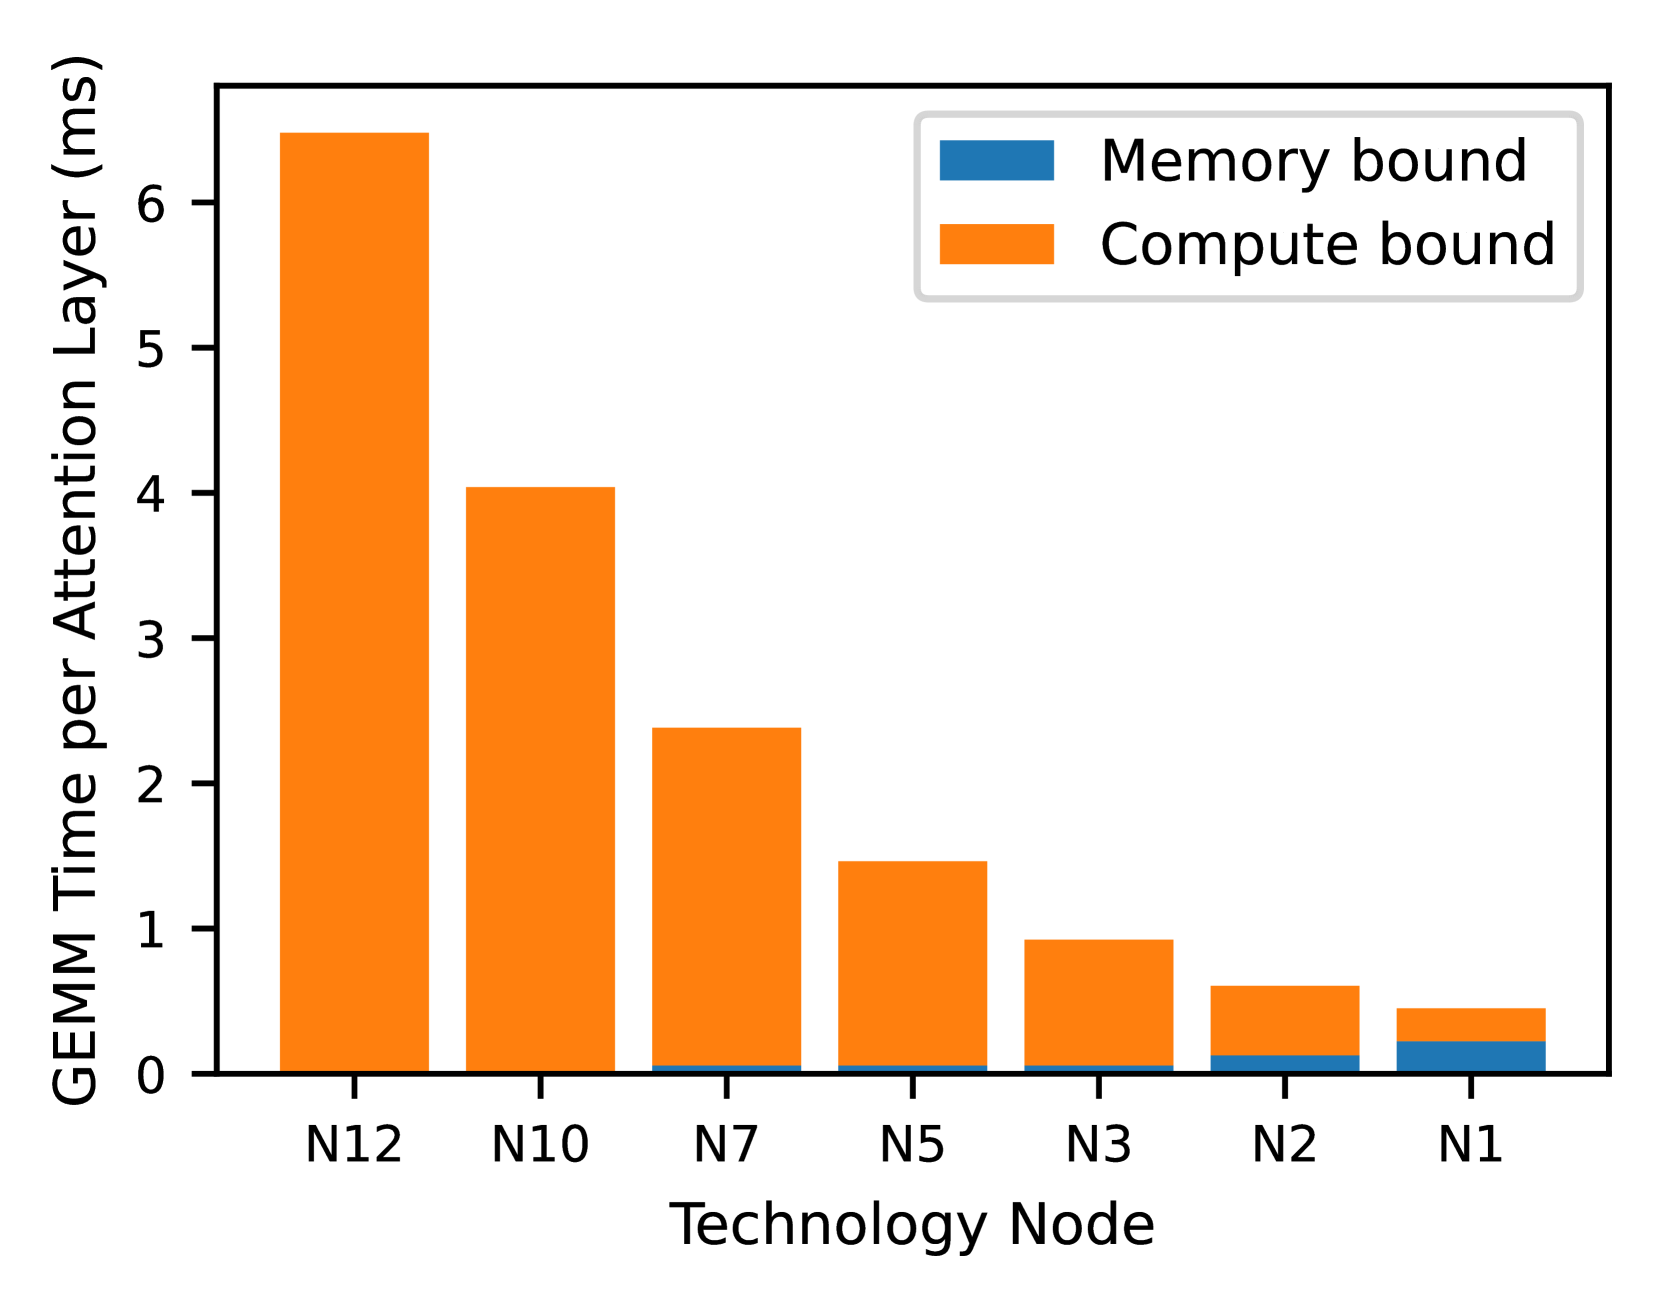 GEMM Time per Attention Layer (ms)
6
5
4
3
2
1
0
Memory bound
Compute bound
N12 N10 N7 N5 N3 N2 N1
Technology Node